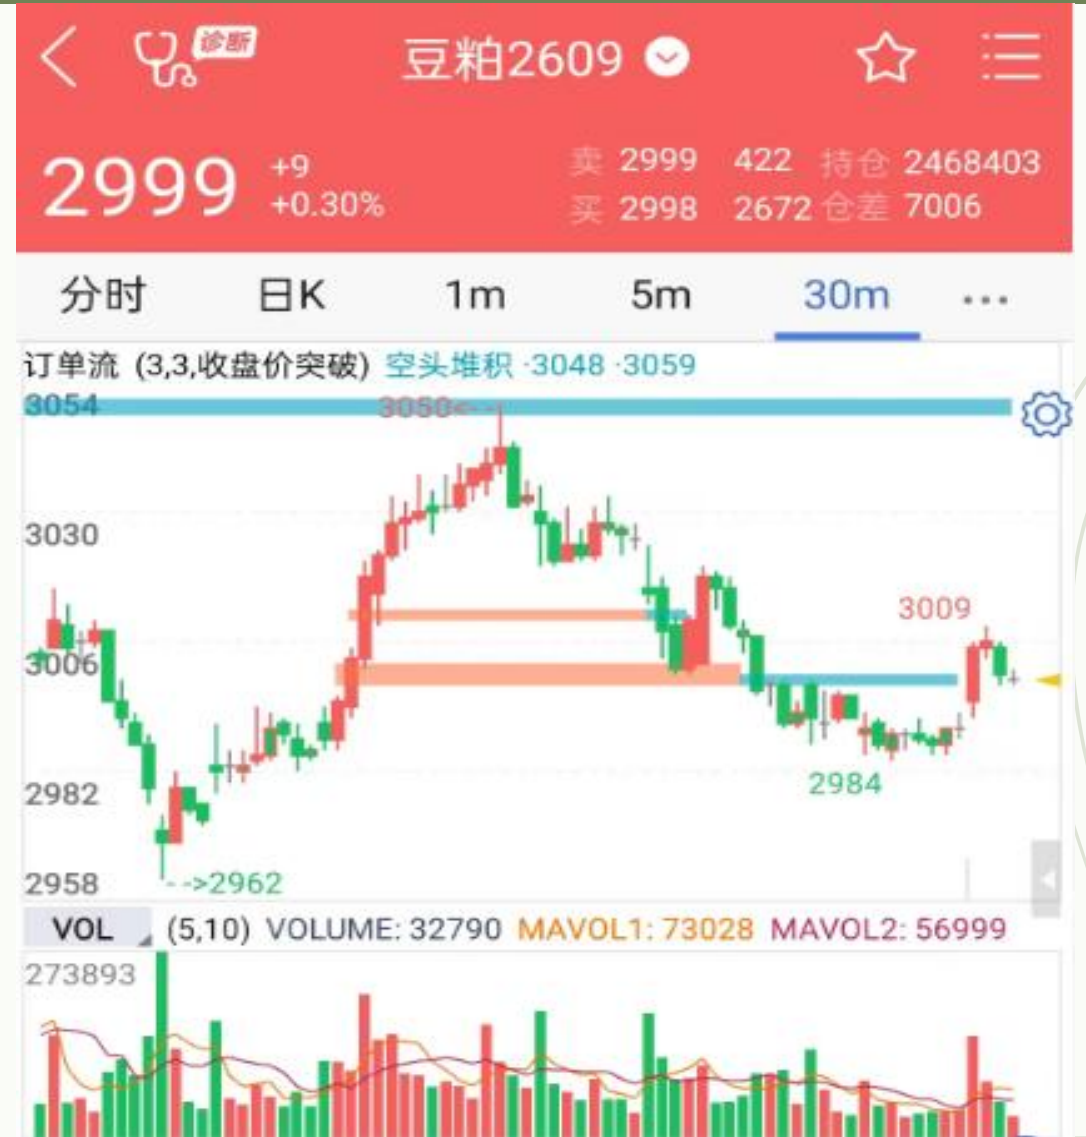 诊断
豆粕2609
2999 +9 +0.30%
卖 2999 422 持仓 2468403
买 2998 2672 仓差 7006
分时 日K 1m 5m 30m ...
订单流 (3,3,收盘价突破) 空头堆积 ·3048 ·3059
3054 3050<--
3030
3009
3006
2984
2982
2958 -->2962
VOL (5,10) VOLUME: 32790 MAVOL1: 73028 MAVOL2: 56999
273893